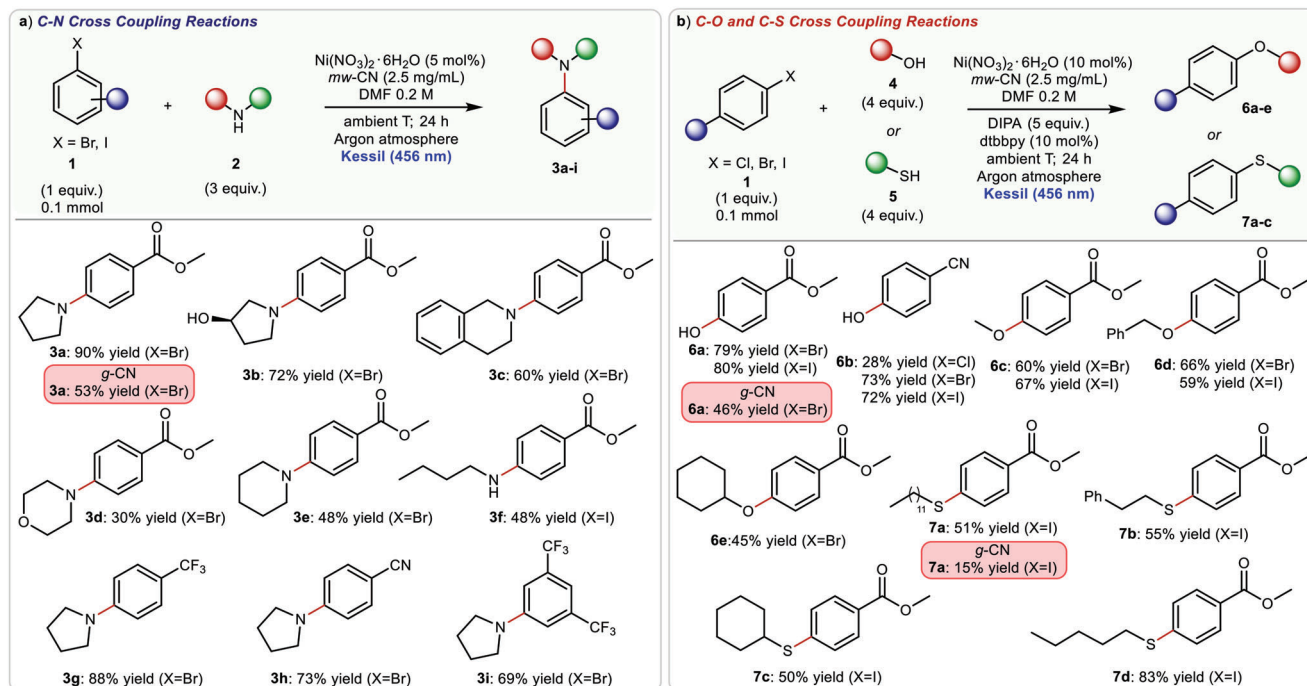 a) C-N Cross Coupling Reactions
X
X = Br, I
1
(1 equiv.)
0.1 mmol
+
N
H
2
(3 equiv.)
Ni(NO3)2·6H2O (5 mol%)
mw-CN (2.5 mg/mL)
DMF 0.2 M
ambient T; 24 h
Argon atmosphere
Kessil (456 nm)
N
3a-i
O
O
N
3a: 90% yield (X=Br)
g-CN
3a: 53% yield (X=Br)
O
O
N
HO
3b: 72% yield (X=Br)
O
O
N
3c: 60% yield (X=Br)
O
O
N
O
3d: 30% yield (X=Br)
O
O
N
3e: 48% yield (X=Br)
O
O
N
H
3f: 48% yield (X=I)
CF3
N
3g: 88% yield (X=Br)
CN
N
3h: 73% yield (X=Br)
CF3
CF3
N
3i: 69% yield (X=Br)
b) C-O and C-S Cross Coupling Reactions
X
X = Cl, Br, I
1
(1 equiv.)
0.1 mmol
+
OH
4
(4 equiv.)
or
SH
5
(4 equiv.)
Ni(NO3)2·6H2O (10 mol%)
mw-CN (2.5 mg/mL)
DMF 0.2 M
DIPA (5 equiv.)
dtbbpy (10 mol%)
ambient T; 24 h
Argon atmosphere
Kessil (456 nm)
O
6a-e
or
S
7a-c
O
O
HO
6a: 79% yield (X=Br)
80% yield (X=I)
g-CN
6a: 46% yield (X=Br)
CN
HO
6b: 28% yield (X=Cl)
73% yield (X=Br)
72% yield (X=I)
O
O
O
6c: 60% yield (X=Br)
67% yield (X=I)
O
O
Ph
O
6d: 66% yield (X=Br)
59% yield (X=I)
O
O
O
6e:45% yield (X=Br)
O
O
( )11
S
7a: 51% yield (X=I)
g-CN
7a: 15% yield (X=I)
O
O
Ph
S
7b: 55% yield (X=I)
O
O
S
7c: 50% yield (X=I)
O
O
S
7d: 83% yield (X=I)